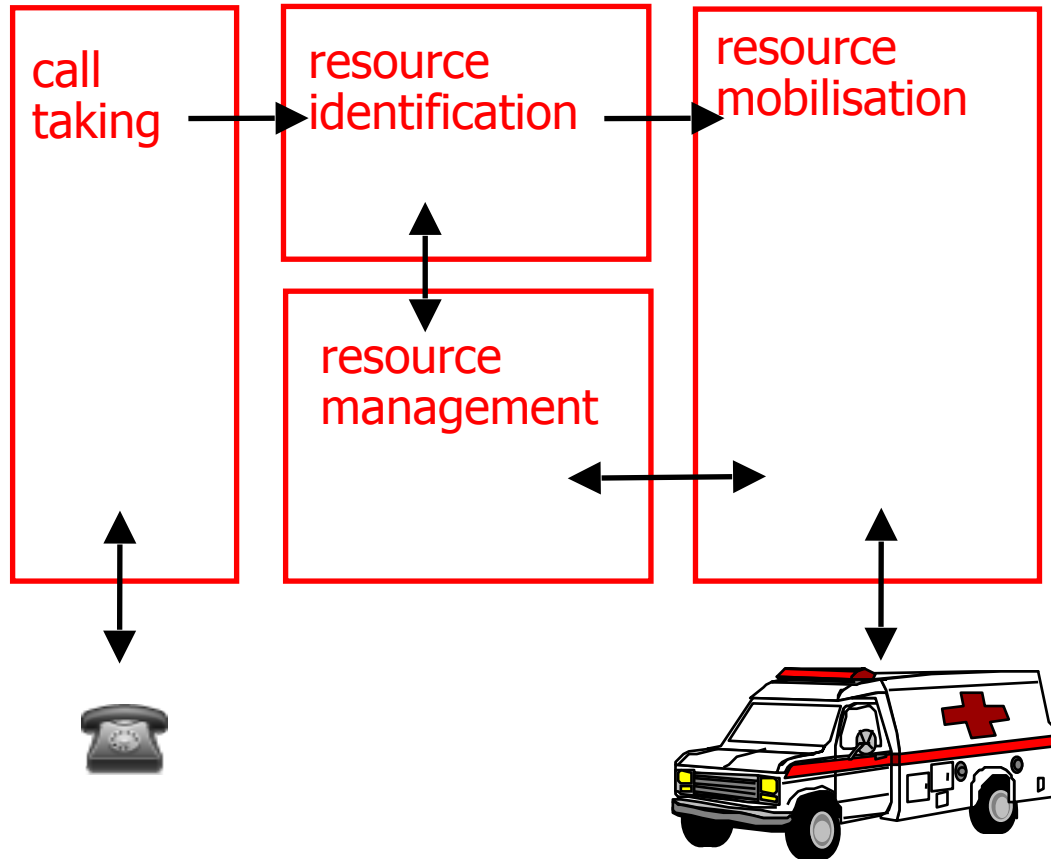 call
taking
resource
identification
resource
mobilisation
resource
management